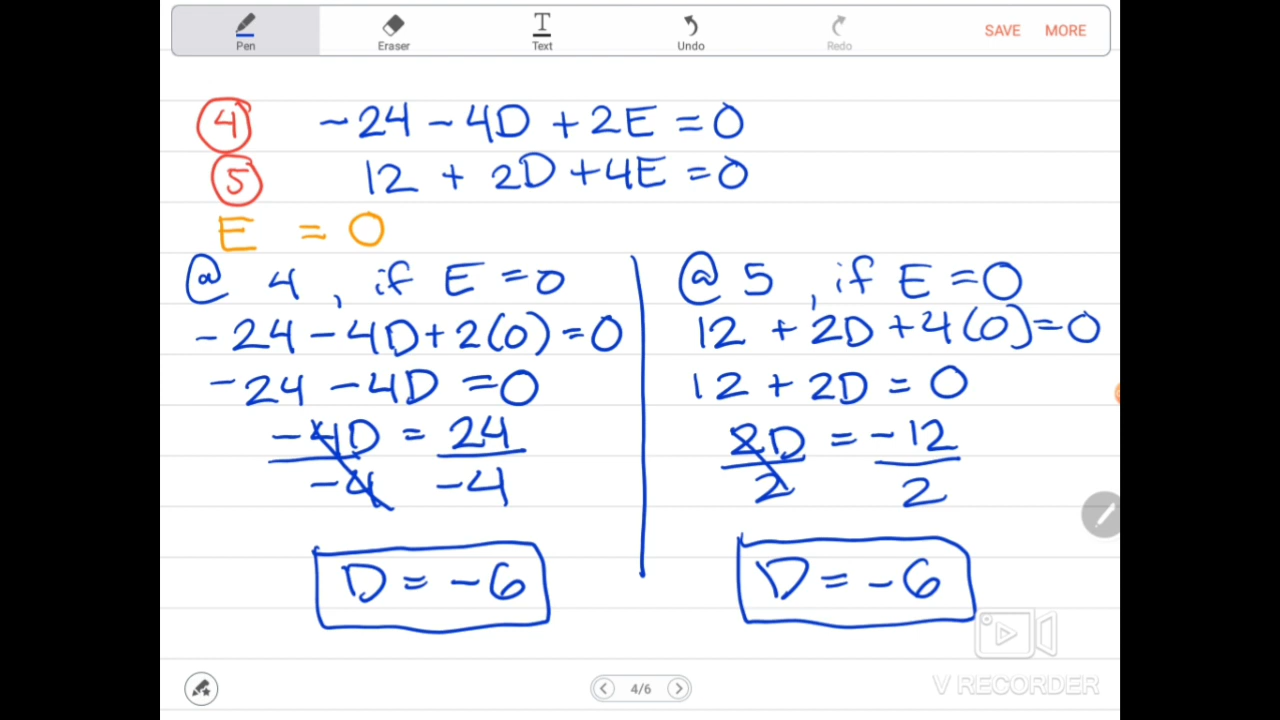 Pen Eraser Text Undo Redo SAVE MORE
④ -24 - 4D + 2E = 0
⑤ 12 + 2D + 4E = 0
E = 0
@ 4, if E = 0
-24 - 4D + 2(0) = 0
-24 - 4D = 0
-4D = 24
-4 -4
D = -6
@ 5, if E = 0
12 + 2D + 4(0) = 0
12 + 2D = 0
2D = -12
2 2
D = -6
4/6
V RECORDER